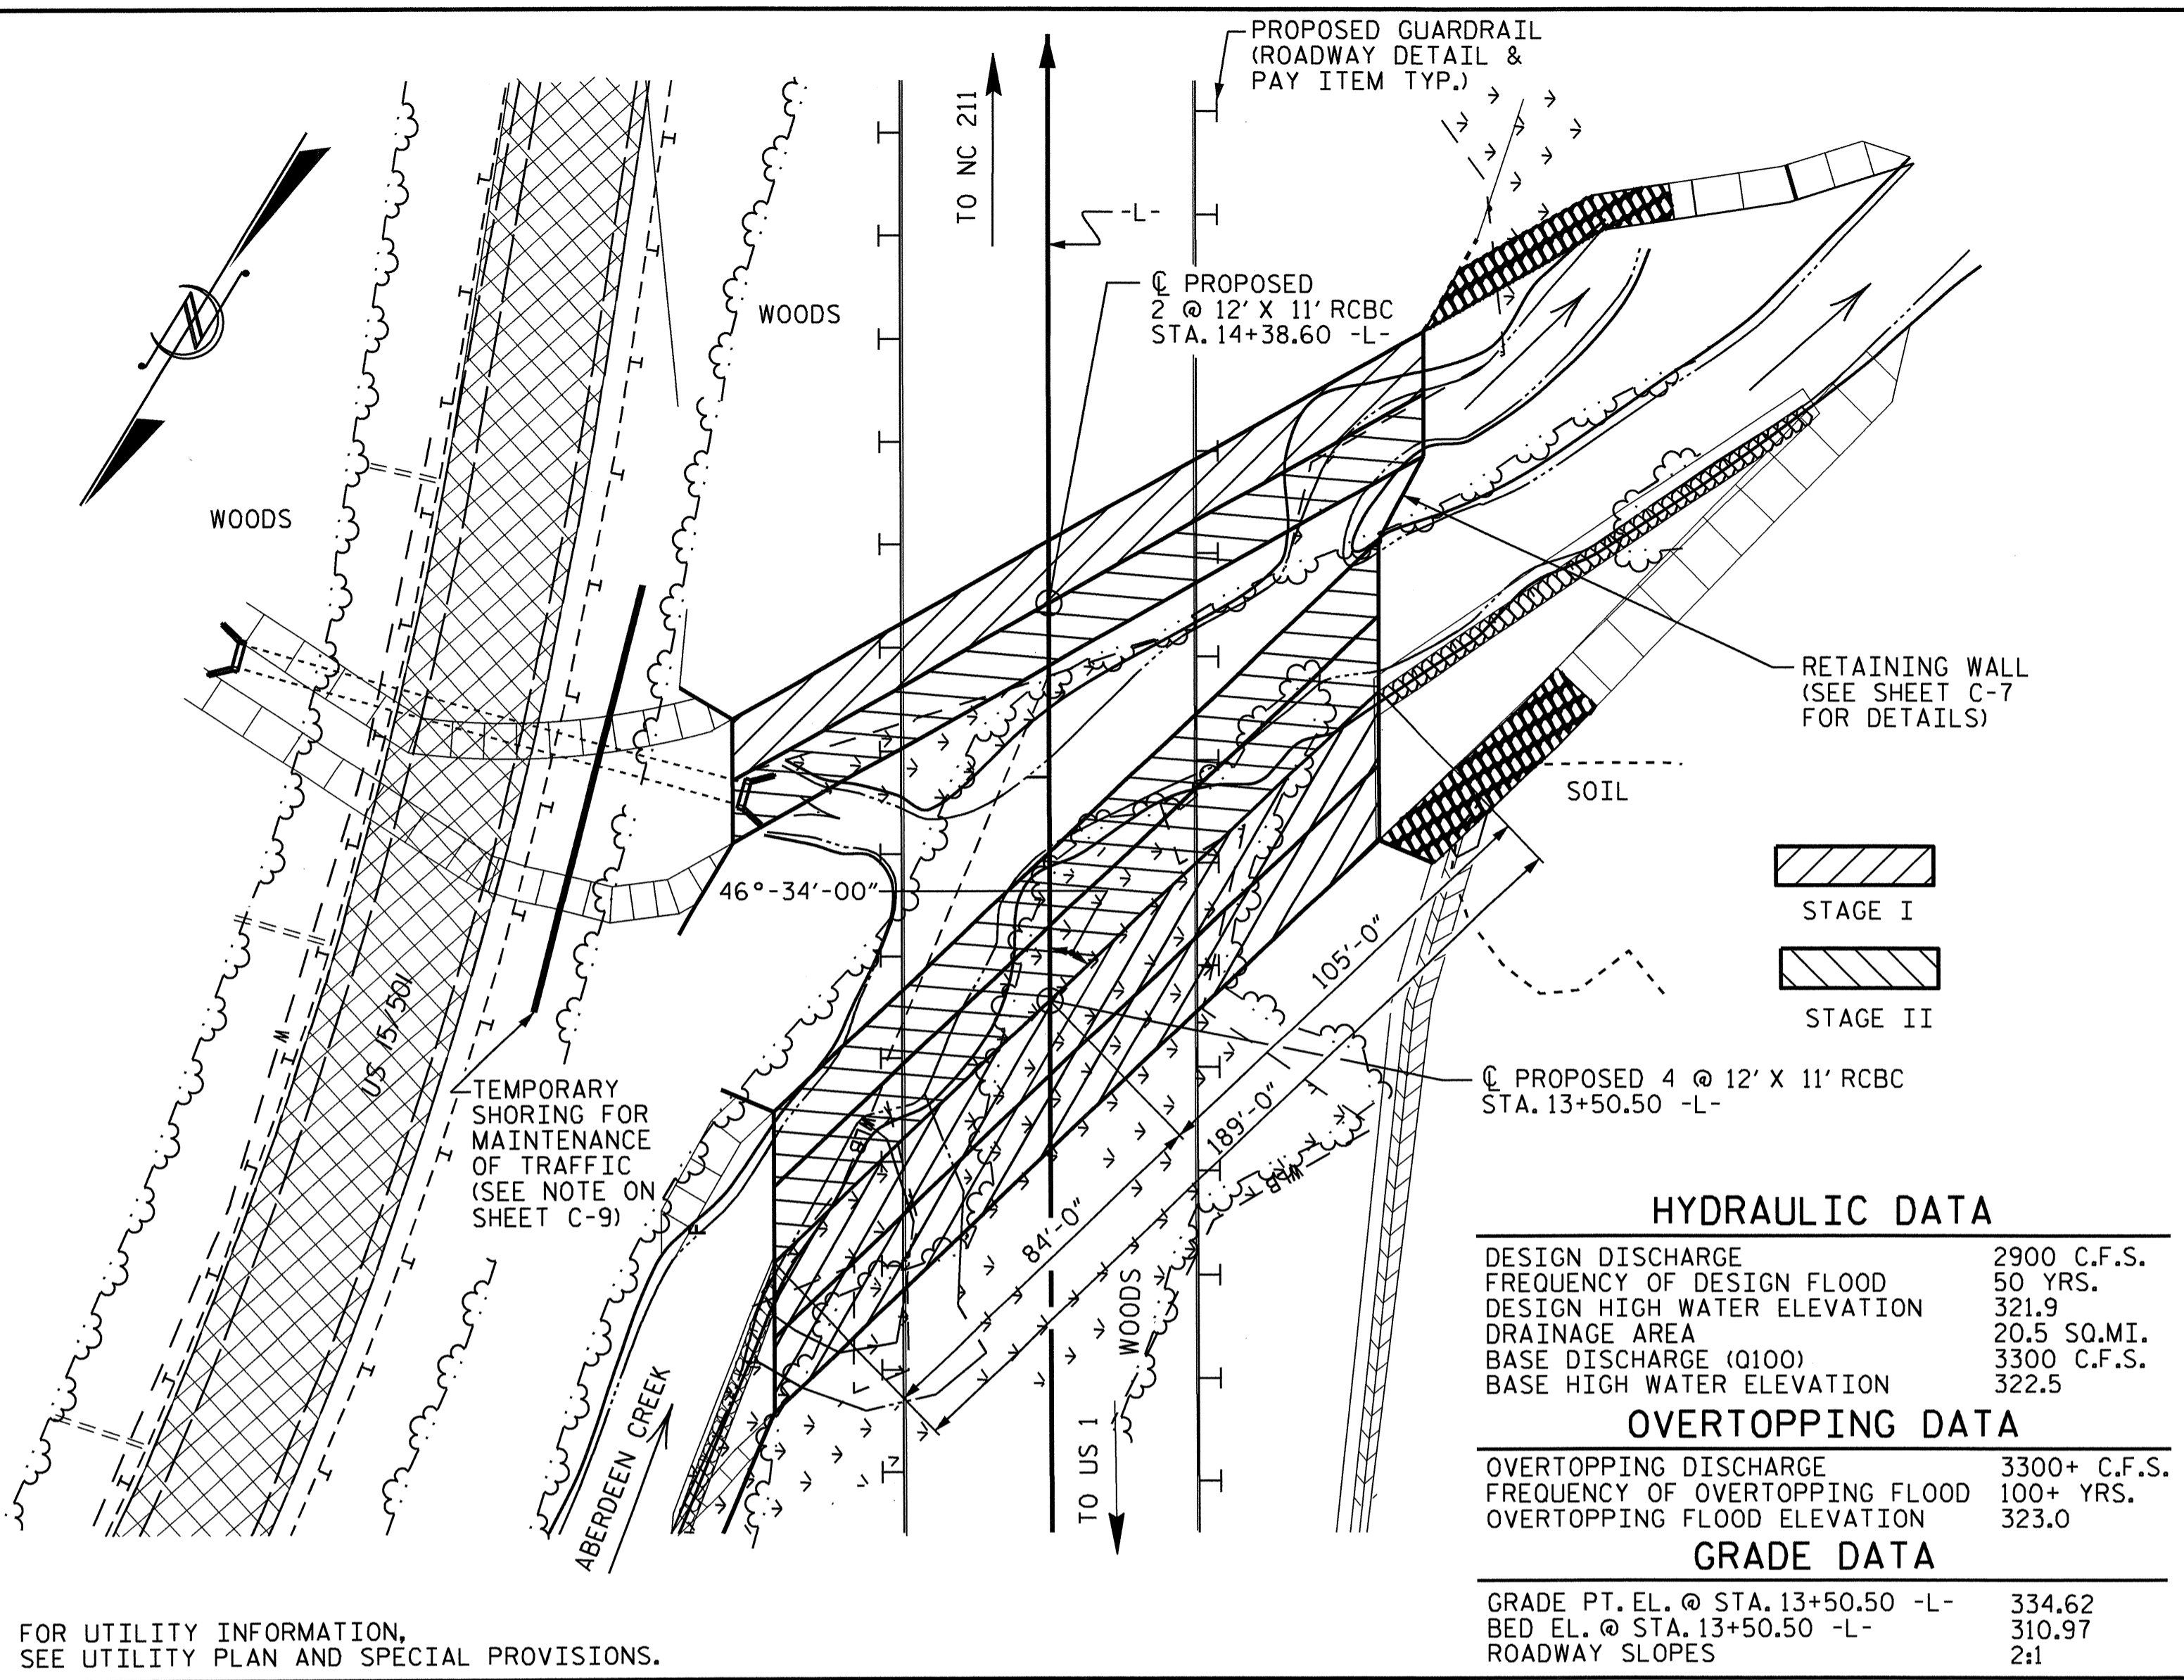 PROPOSED GUARDRAIL
(ROADWAY DETAIL &
PAY ITEM TYP.)
TO NC 211
-L-
℄ PROPOSED
2 @ 12' X 11' RCBC
STA. 14+38.60 -L-
N
WOODS
WOODS
RETAINING WALL
(SEE SHEET C-7
FOR DETAILS)
SOIL
46°-34'-00"
STAGE I
STAGE II
105'-0"
189'-0"
84'-0"
US 15/501
W
TEMPORARY
SHORING FOR
MAINTENANCE
OF TRAFFIC
(SEE NOTE ON
SHEET C-9)
℄ PROPOSED 4 @ 12' X 11' RCBC
STA. 13+50.50 -L-
WLB
WLB
F
WOODS
ABERDEEN CREEK
TO US 1
HYDRAULIC DATA
DESIGN DISCHARGE 2900 C.F.S.
FREQUENCY OF DESIGN FLOOD 50 YRS.
DESIGN HIGH WATER ELEVATION 321.9
DRAINAGE AREA 20.5 SQ.MI.
BASE DISCHARGE (Q100) 3300 C.F.S.
BASE HIGH WATER ELEVATION 322.5
OVERTOPPING DATA
OVERTOPPING DISCHARGE 3300+ C.F.S.
FREQUENCY OF OVERTOPPING FLOOD 100+ YRS.
OVERTOPPING FLOOD ELEVATION 323.0
GRADE DATA
GRADE PT. EL. @ STA. 13+50.50 -L- 334.62
BED EL. @ STA. 13+50.50 -L- 310.97
ROADWAY SLOPES 2:1
FOR UTILITY INFORMATION,
SEE UTILITY PLAN AND SPECIAL PROVISIONS.